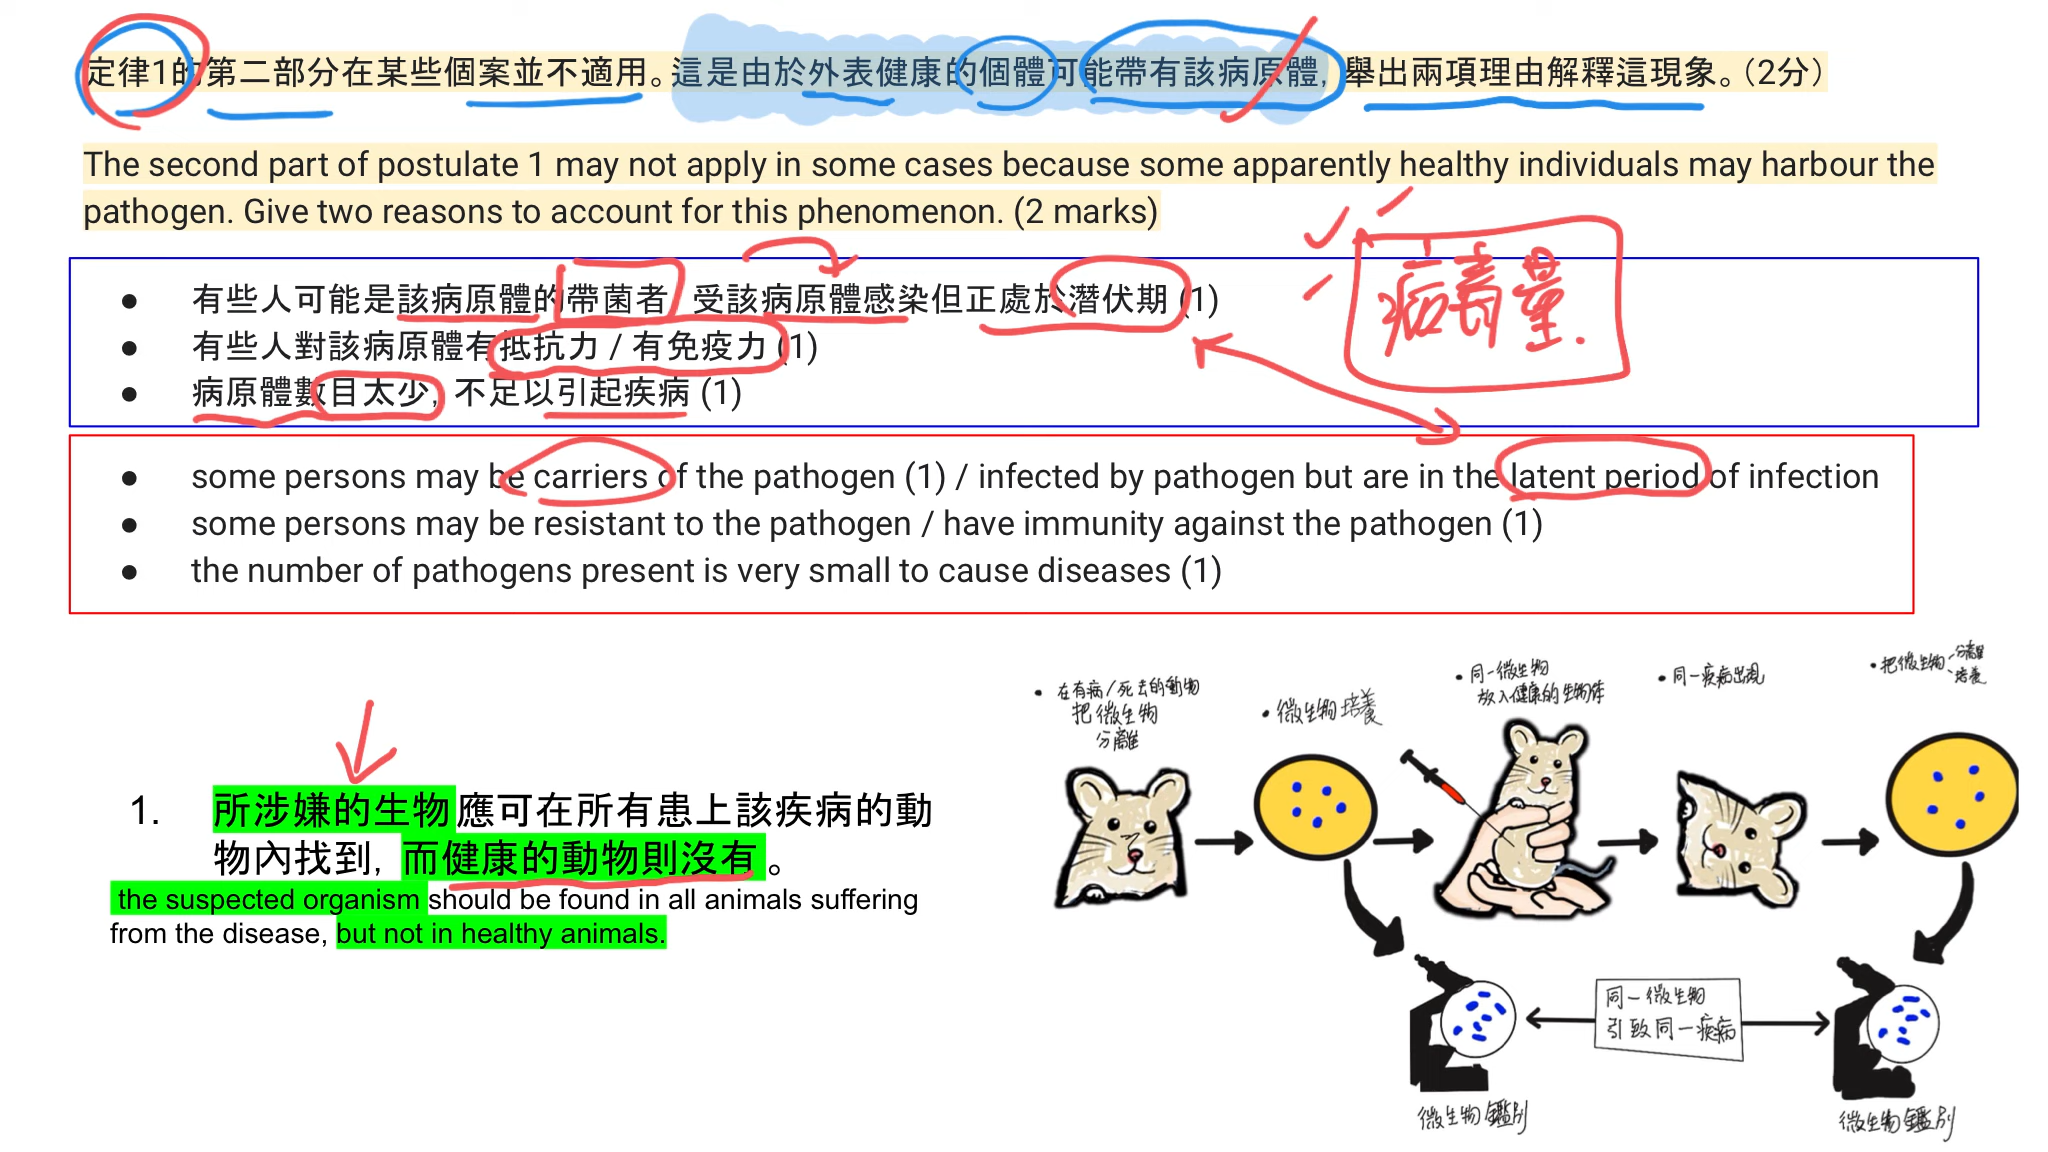 定律1的第二部分在某些個案並不適用。這是由於外表健康的個體可能帶有該病原體, 舉出兩項理由解釋這現象。(2分)
The second part of postulate 1 may not apply in some cases because some apparently healthy individuals may harbour the
pathogen. Give two reasons to account for this phenomenon. (2 marks)
病毒量.
● 有些人可能是該病原體的帶菌者, 受該病原體感染但正處於潛伏期 (1)
● 有些人對該病原體有抵抗力 / 有免疫力 (1)
● 病原體數目太少, 不足以引起疾病 (1)
● some persons may be carriers of the pathogen (1) / infected by pathogen but are in the latent period of infection
● some persons may be resistant to the pathogen / have immunity against the pathogen (1)
● the number of pathogens present is very small to cause diseases (1)
1. 所涉嫌的生物應可在所有患上該疾病的動
物內找到, 而健康的動物則沒有。
the suspected organism should be found in all animals suffering
from the disease, but not in healthy animals.
• 在有病/死去的動物
把微生物
分離
• 微生物培養
• 同一微生物
放入健康的生物体
• 同一疾病出現
• 把微生物
分離
培養
同一微生物
引致同一疾病
微生物鑑別
微生物鑑別